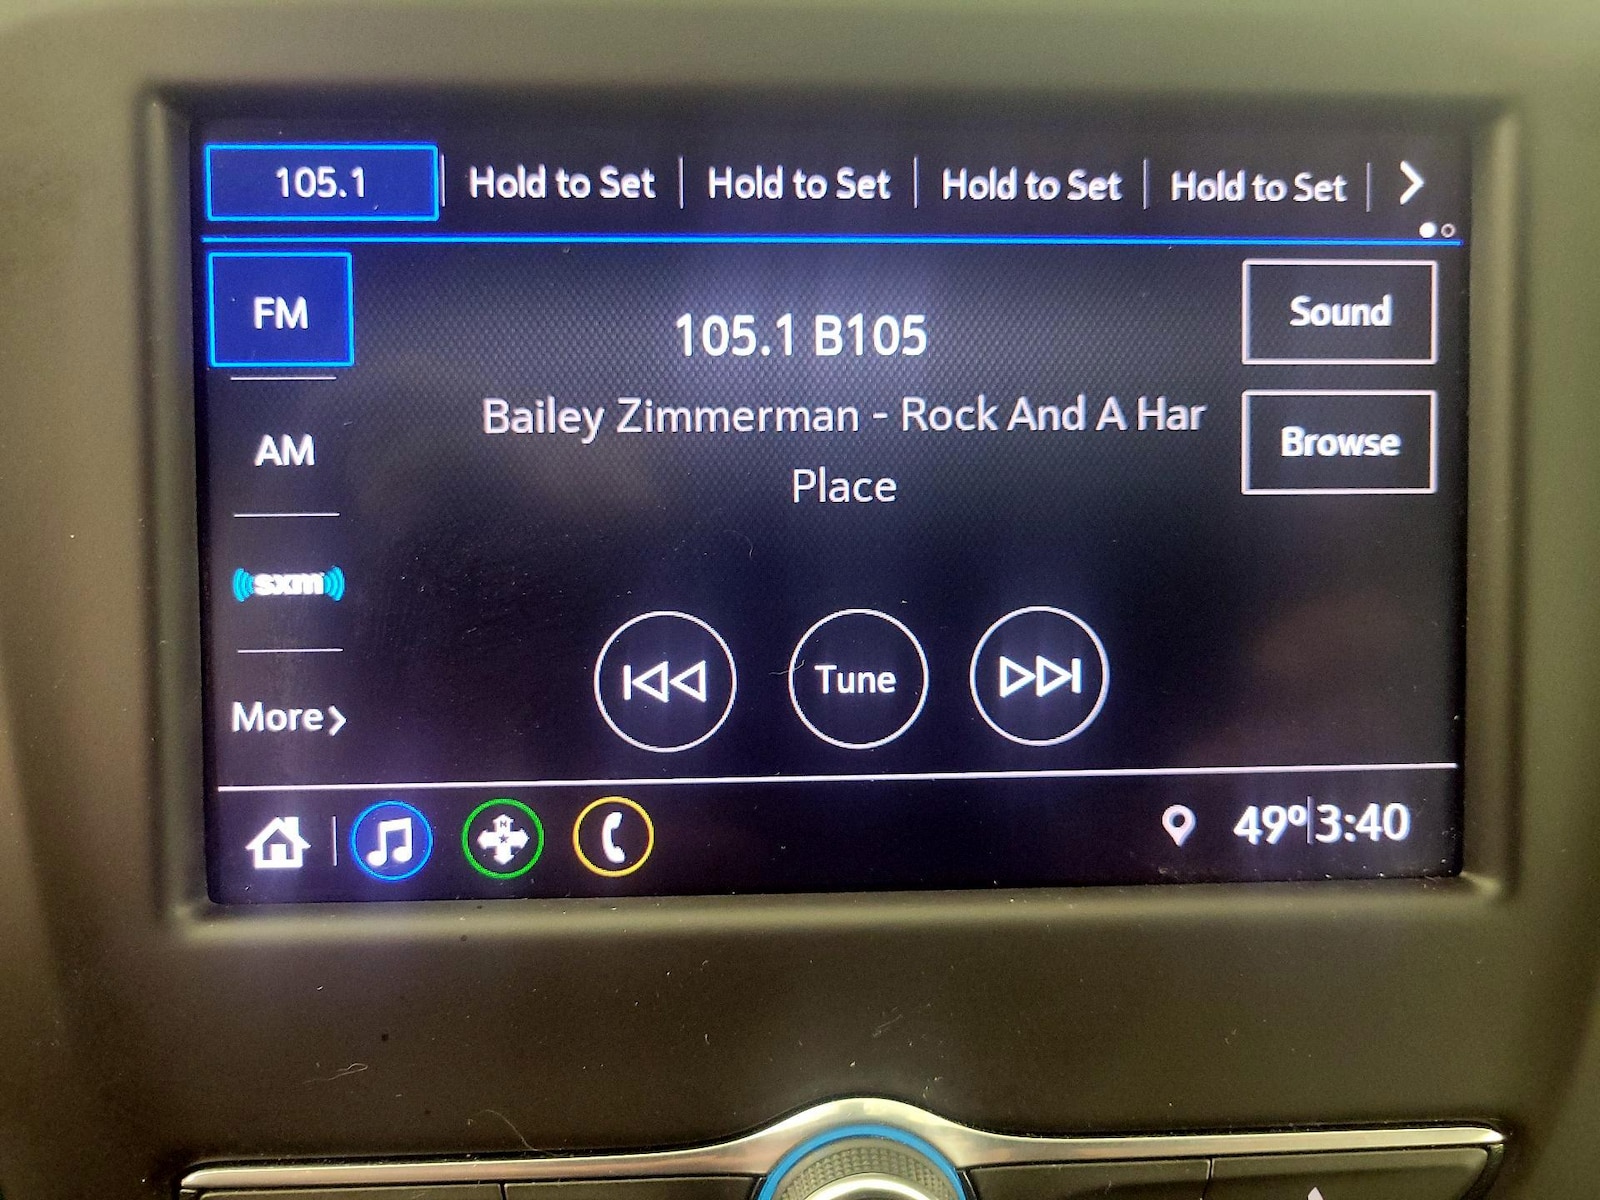 105.1 Hold to Set Hold to Set Hold to Set Hold to Set
FM
105.1 B105
Sound
Bailey Zimmerman - Rock And A Har
Place
AM
Browse
sxm
Tune
More
N
49º 3:40